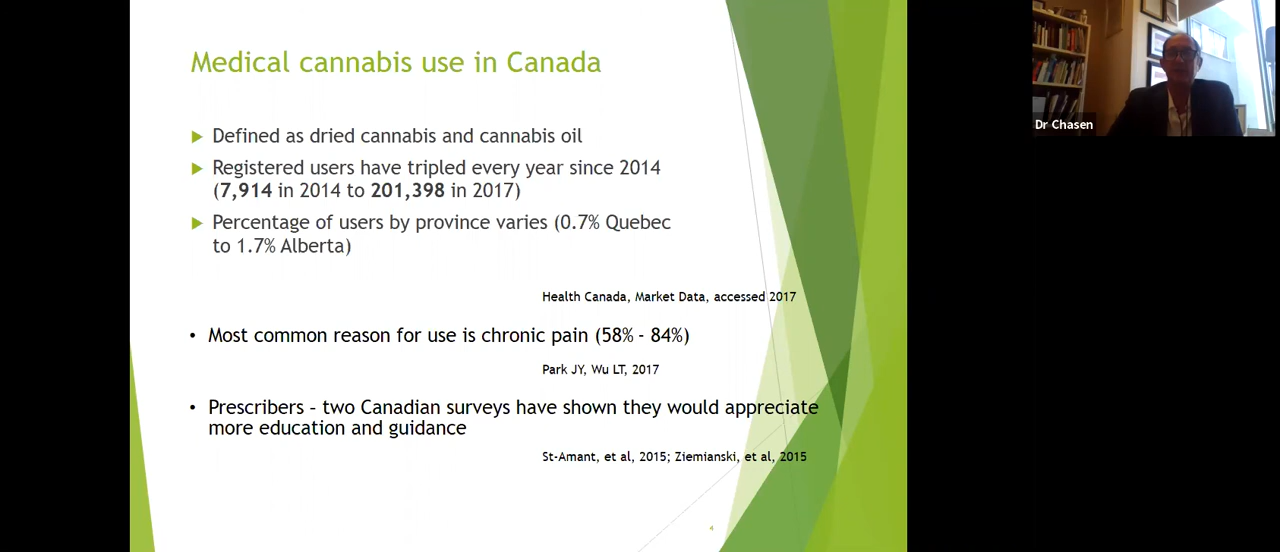 Medical cannabis use in Canada
Defined as dried cannabis and cannabis oil
Registered users have tripled every year since 2014
(7,914 in 2014 to 201,398 in 2017)
Percentage of users by province varies (0.7% Quebec
to 1.7% Alberta)
Health Canada, Market Data, accessed 2017
• Most common reason for use is chronic pain (58% - 84%)
Park JY, Wu LT, 2017
• Prescribers – two Canadian surveys have shown they would appreciate
more education and guidance
St-Amant, et al, 2015; Ziemianski, et al, 2015
4
Dr Chasen